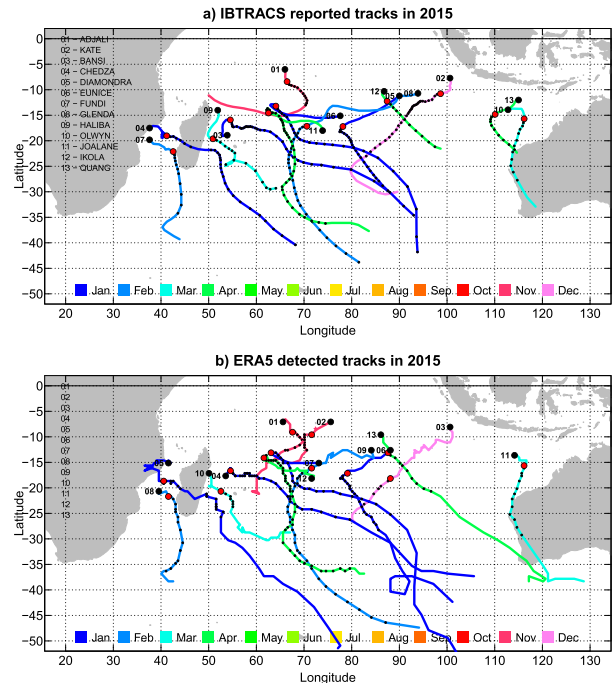 a) IBTRACS reported tracks in 2015
0
−5
−10
−15
−20
−25
−30
−35
−40
−45
−50
Latitude
01 − ADJALI
02 − KATE
03 − BANSI
04 − CHEDZA
05 − DIAMONDRA
06 − EUNICE
07 − FUNDI
08 − GLENDA
09 − HALIBA
10 − OLWYN
11 − JOALANE
12 − IKOLA
13 − QUANG
01
02
12
05
08
09
04
07
03
06
11
10
13
Jan Feb Mar Apr May Jun Jul Aug Sep Oct Nov Dec
20 30 40 50 60 70 80 90 100 110 120 130
Longitude
b) ERA5 detected tracks in 2015
0
−5
−10
−15
−20
−25
−30
−35
−40
−45
−50
Latitude
01
02
03
04
05
06
07
08
09
10
11
12
13
01
02
03
13
09
06
05
07
10
04
12
08
11
Jan Feb Mar Apr May Jun Jul Aug Sep Oct Nov Dec
20 30 40 50 60 70 80 90 100 110 120 130
Longitude